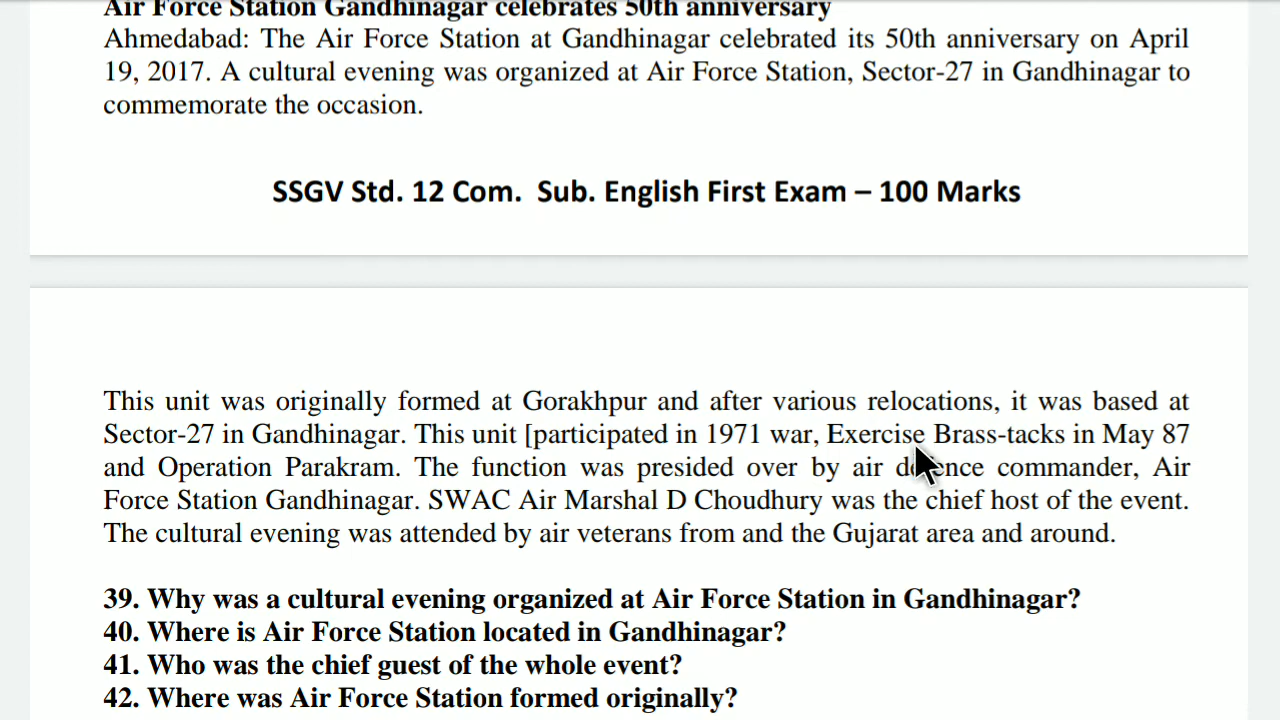 Air Force Station Gandhinagar celebrates 50th anniversary
Ahmedabad: The Air Force Station at Gandhinagar celebrated its 50th anniversary on April
19, 2017. A cultural evening was organized at Air Force Station, Sector-27 in Gandhinagar to
commemorate the occasion.
SSGV Std. 12 Com. Sub. English First Exam – 100 Marks
This unit was originally formed at Gorakhpur and after various relocations, it was based at
Sector-27 in Gandhinagar. This unit [participated in 1971 war, Exercise Brass-tacks in May 87
and Operation Parakram. The function was presided over by air defence commander, Air
Force Station Gandhinagar. SWAC Air Marshal D Choudhury was the chief host of the event.
The cultural evening was attended by air veterans from and the Gujarat area and around.
39. Why was a cultural evening organized at Air Force Station in Gandhinagar?
40. Where is Air Force Station located in Gandhinagar?
41. Who was the chief guest of the whole event?
42. Where was Air Force Station formed originally?